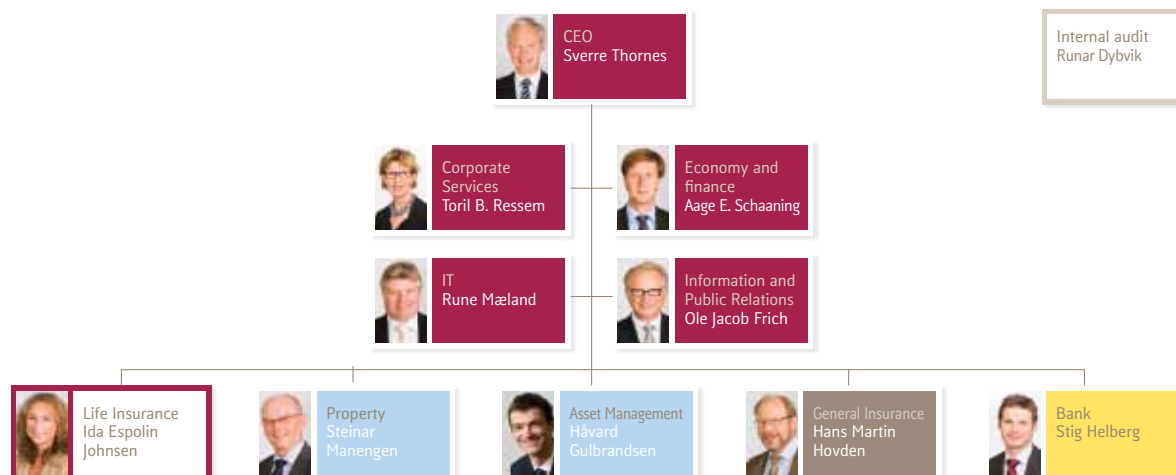 CEO
Sverre Thornes
Internal audit
Runar Dybvik
Corporate
Services
Toril B. Ressem
Economy and
finance
Aage E. Schaaning
IT
Rune Mæland
Information and
Public Relations
Ole Jacob Frich
Life Insurance
Ida Espolin
Johnsen
Property
Steinar
Manengen
Asset Management
Håvard
Gulbrandsen
General Insurance
Hans Martin
Hovden
Bank
Stig Helberg